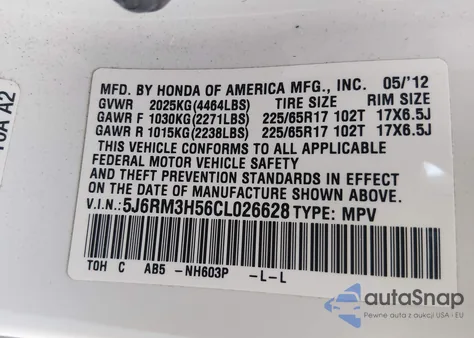 MFD. BY HONDA OF AMERICA MFG., INC. 05/'12
GVWR 2025KG(4464LBS) TIRE SIZE RIM SIZE
GAWR F 1030KG(2271LBS) 225/65R17 102T 17X6.5J
GAWR R 1015KG(2238LBS) 225/65R17 102T 17X6.5J
THIS VEHICLE CONFORMS TO ALL APPLICABLE
FEDERAL MOTOR VEHICLE SAFETY
AND THEFT PREVENTION STANDARDS IN EFFECT ON
THE DATE OF MANUFACTURE SHOWN ABOVE.
V.I.N.:5J6RM3H56CL026628 TYPE: MPV
TOH C AB5 -NH603P -L-L
autoSnap
Pewne auta z aukcji USA i EU